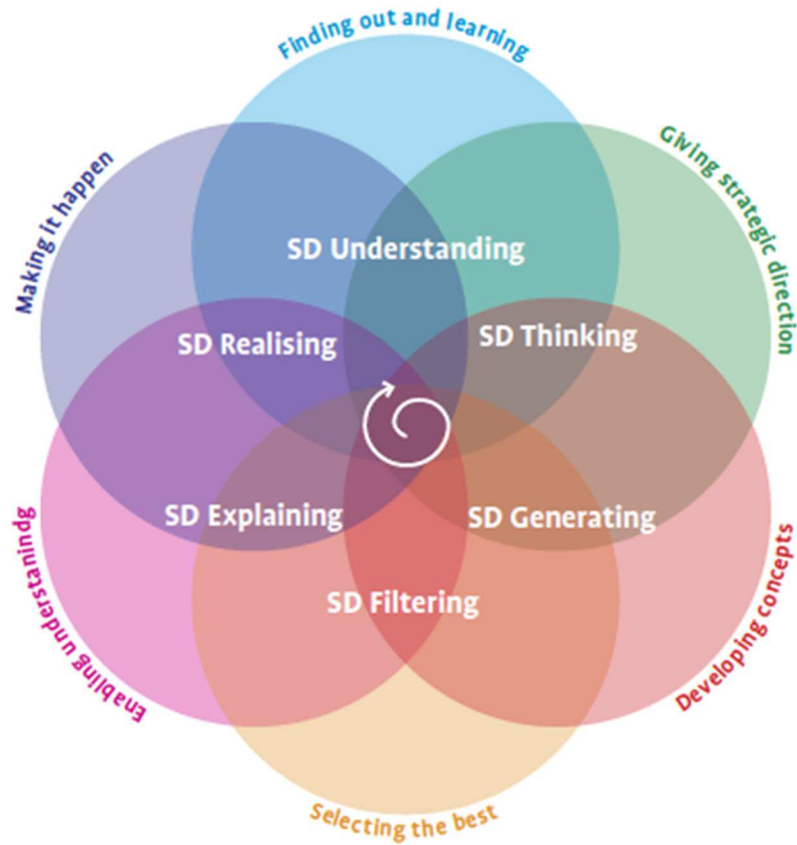 Finding out and learning
Giving strategic direction
Making it happen
SD Understanding
SD Thinking
SD Realising
SD Explaining
SD Generating
SD Filtering
Enabling understaindg
Developing concepts
Selecting the best